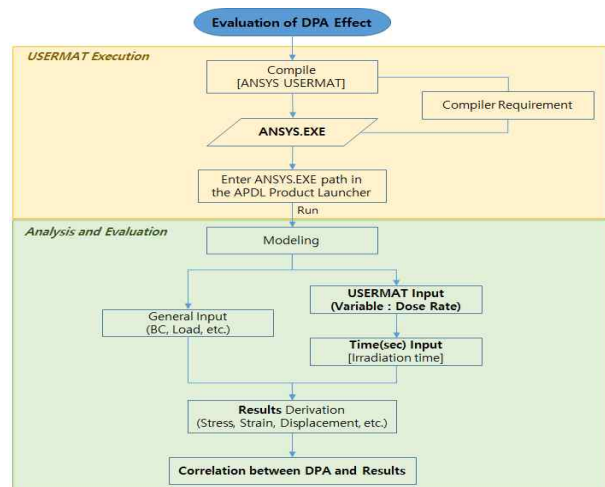 Evaluation of DPA Effect
USERMAT Execution
Compile
[ANSYS USERMAT]
Compiler Requirement
ANSYS.EXE
Enter ANSYS.EXE path in
the APDL Product Launcher
Run
Analysis and Evaluation
Modeling
General Input
(BC, Load, etc.)
USERMAT Input
(Variable : Dose Rate)
Time(sec) Input
[Irradiation time]
Results Derivation
(Stress, Strain, Displacement, etc.)
Correlation between DPA and Results